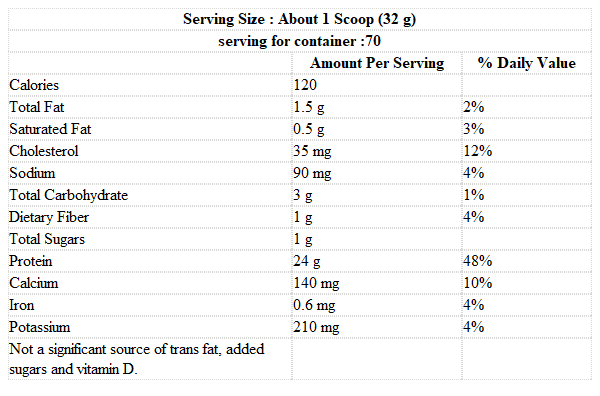 Serving Size : About 1 Scoop (32 g)
serving for container :70
Amount Per Serving % Daily Value
Calories 120
Total Fat 1.5 g 2%
Saturated Fat 0.5 g 3%
Cholesterol 35 mg 12%
Sodium 90 mg 4%
Total Carbohydrate 3 g 1%
Dietary Fiber 1 g 4%
Total Sugars 1 g
Protein 24 g 48%
Calcium 140 mg 10%
Iron 0.6 mg 4%
Potassium 210 mg 4%
Not a significant source of trans fat, added
sugars and vitamin D.